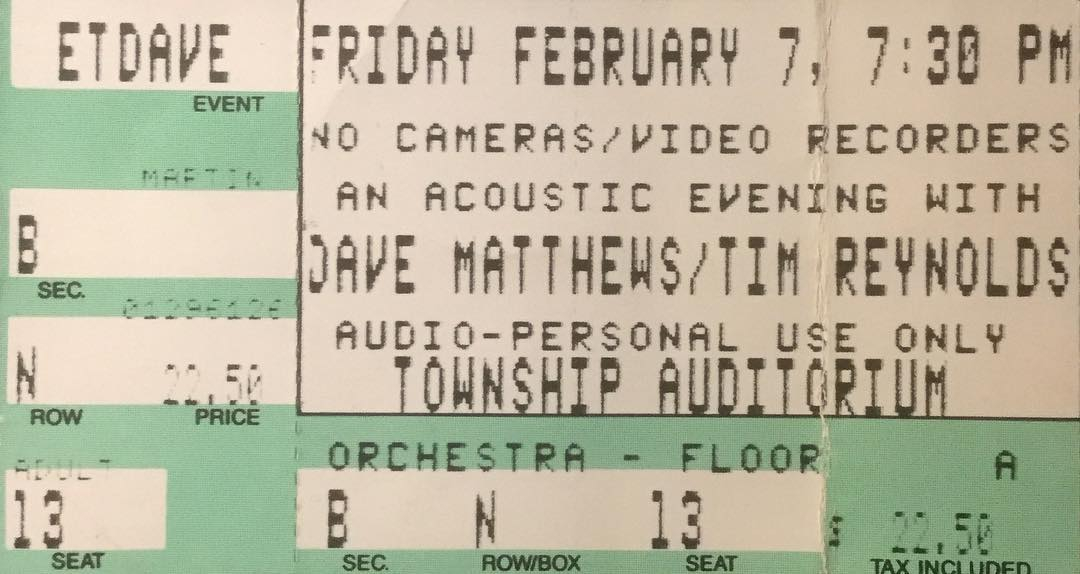 ETDAVE
EVENT
MARTIN
B
SEC.
01296126
N 22.50
ROW PRICE
ADULT
13
SEAT
FRIDAY FEBRUARY 7, 7:30 PM
NO CAMERAS/VIDEO RECORDERS
AN ACOUSTIC EVENING WITH
DAVE MATTHEWS/TIM REYNOLDS
AUDIO-PERSONAL USE ONLY
TOWNSHIP AUDITORIUM
ORCHESTRA - FLOOR A
B N 13 $ 22.50
SEC. ROW/BOX SEAT TAX INCLUDED